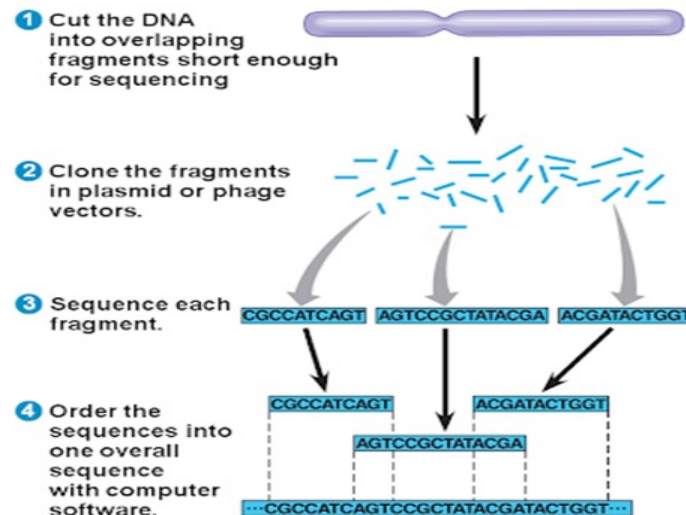 1 Cut the DNA
into overlapping
fragments short enough
for sequencing
2 Clone the fragments
in plasmid or phage
vectors.
3 Sequence each
fragment.
CGCCATCAGT AGTCCGCTATACGA ACGATACTGGT
4 Order the
sequences into
one overall
sequence
with computer
software.
CGCCATCAGT ACGATACTGGT
AGTCCGCTATACGA
···CGCCATCAGTCCGCTATACGATACTGGT···